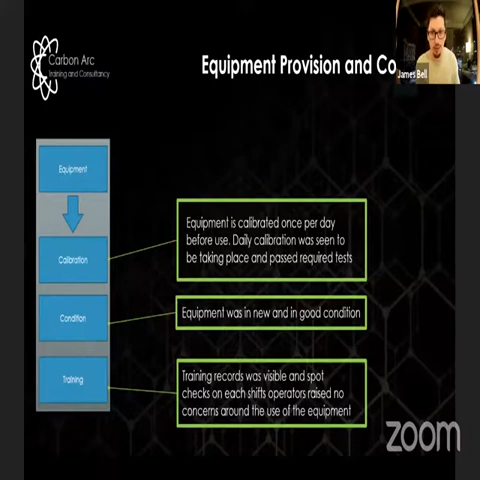 Carbon Arc
Training and Consultancy
Equipment Provision and Co
James Bell
Equipment
Calibration
Condition
Training
Equipment is calibrated once per day
before use. Daily calibration was seen to
be taking place and passed required tests
Equipment was in new and in good condition
Training records was visible and spot
checks on each shifts operators raised no
concerns around the use of the equipment
zoom